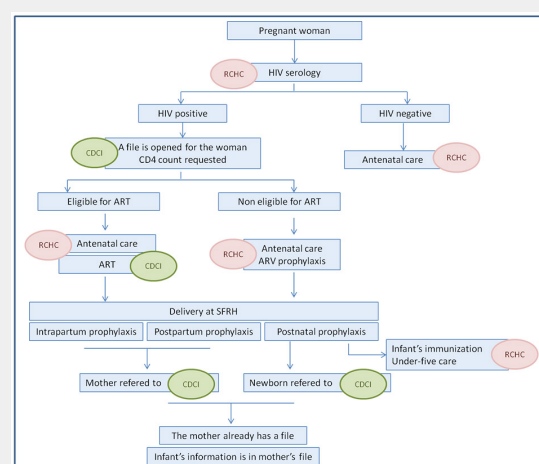 Pregnant woman
RCHC
HIV serology
HIV positive
HIV negative
CDCI
A file is opened for the woman
CD4 count requested
Antenatal care
RCHC
Eligible for ART
Non eligible for ART
RCHC
Antenatal care
ART
CDCI
RCHC
Antenatal care
ARV prophylaxis
Delivery at SFRH
Intrapartum prophylaxis
Postpartum prophylaxis
Postnatal prophylaxis
Infant's immunization
Under-five care
RCHC
Mother refered to
CDCI
Newborn refered to
CDCI
The mother already has a file
Infant's information is in mother's file